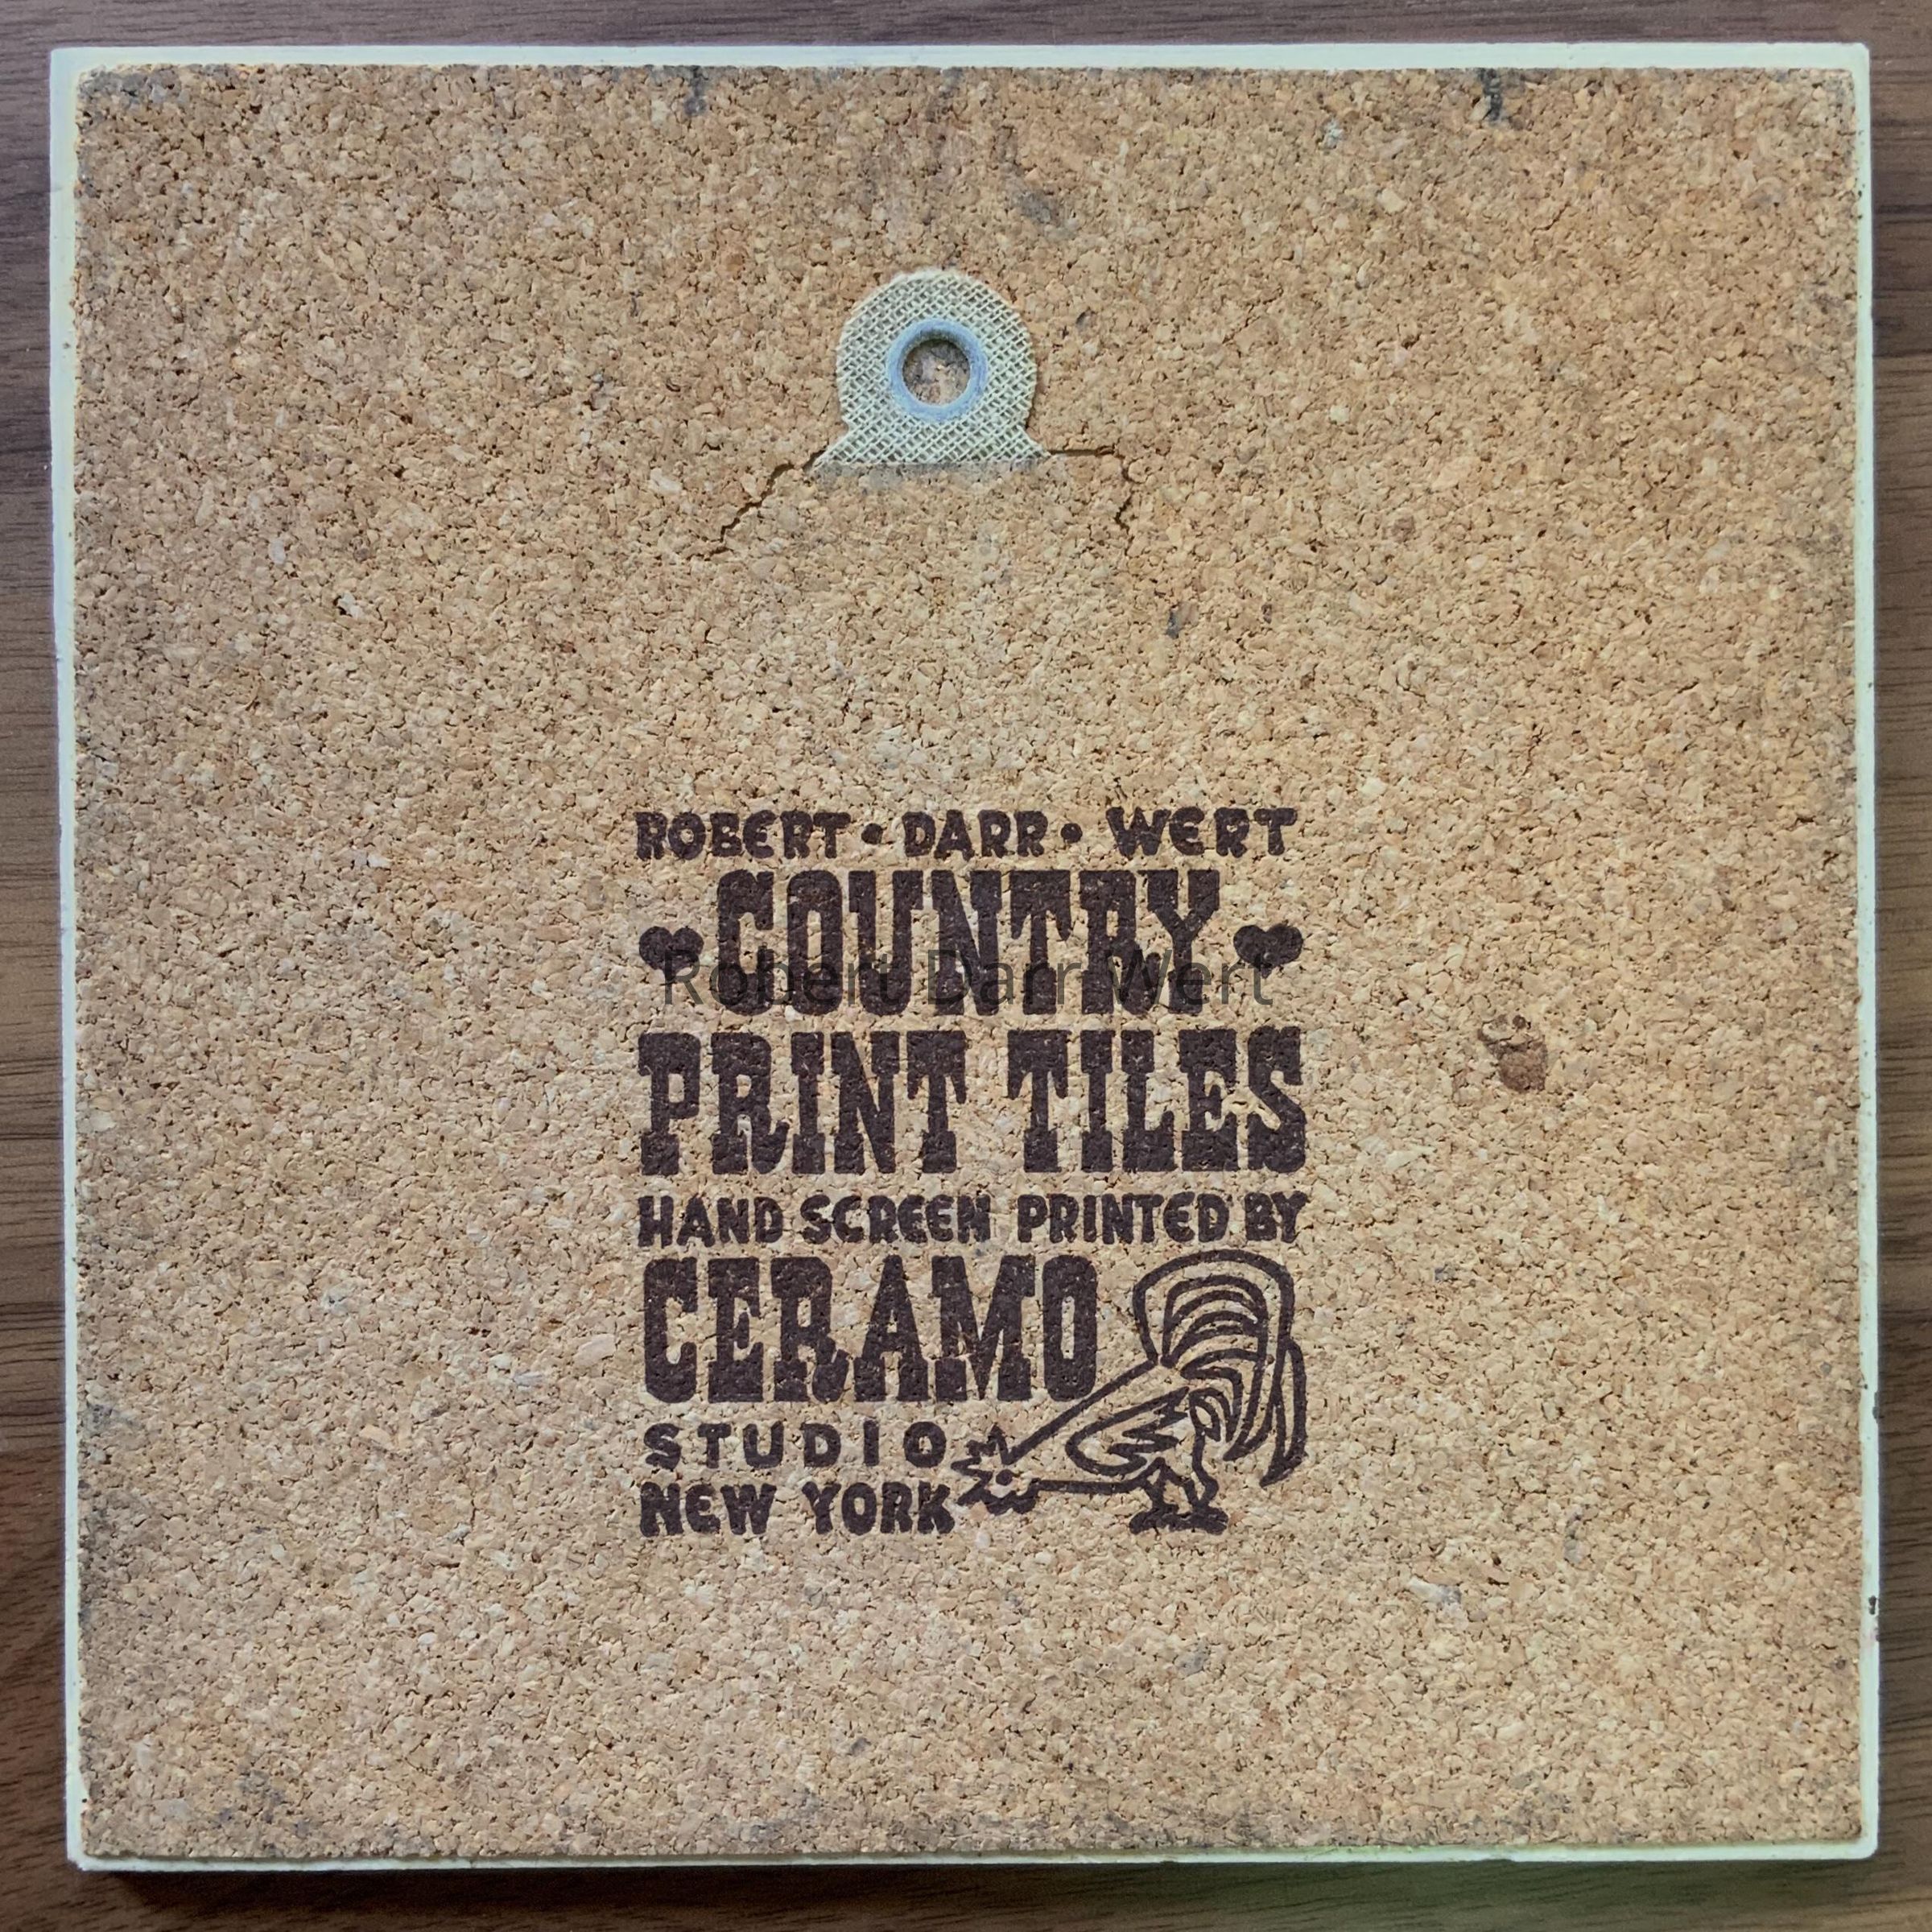 ROBERT • DARR • WERT
COUNTRY
Robert Darr Wert
PRINT TILES
HAND SCREEN PRINTED BY
CERAMO
STUDIO
NEW YORK